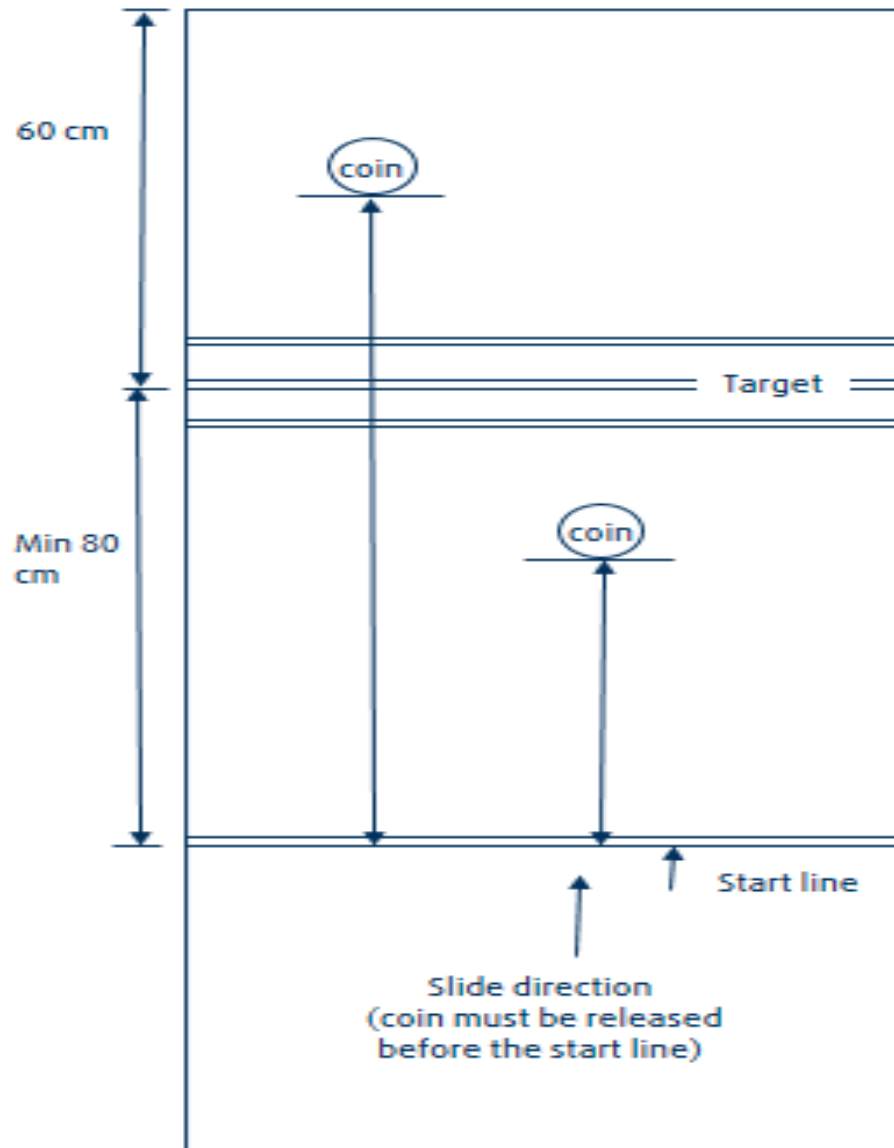 60 cm
coin
Target
coin
Min 80
cm
Start line
Slide direction
(coin must be released
before the start line)